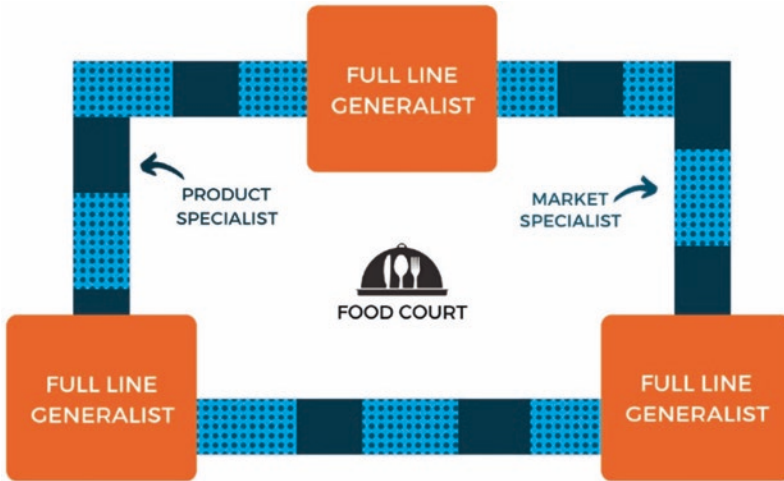 FULL LINE
GENERALIST
PRODUCT
SPECIALIST
MARKET
SPECIALIST
FOOD COURT
FULL LINE
GENERALIST
FULL LINE
GENERALIST